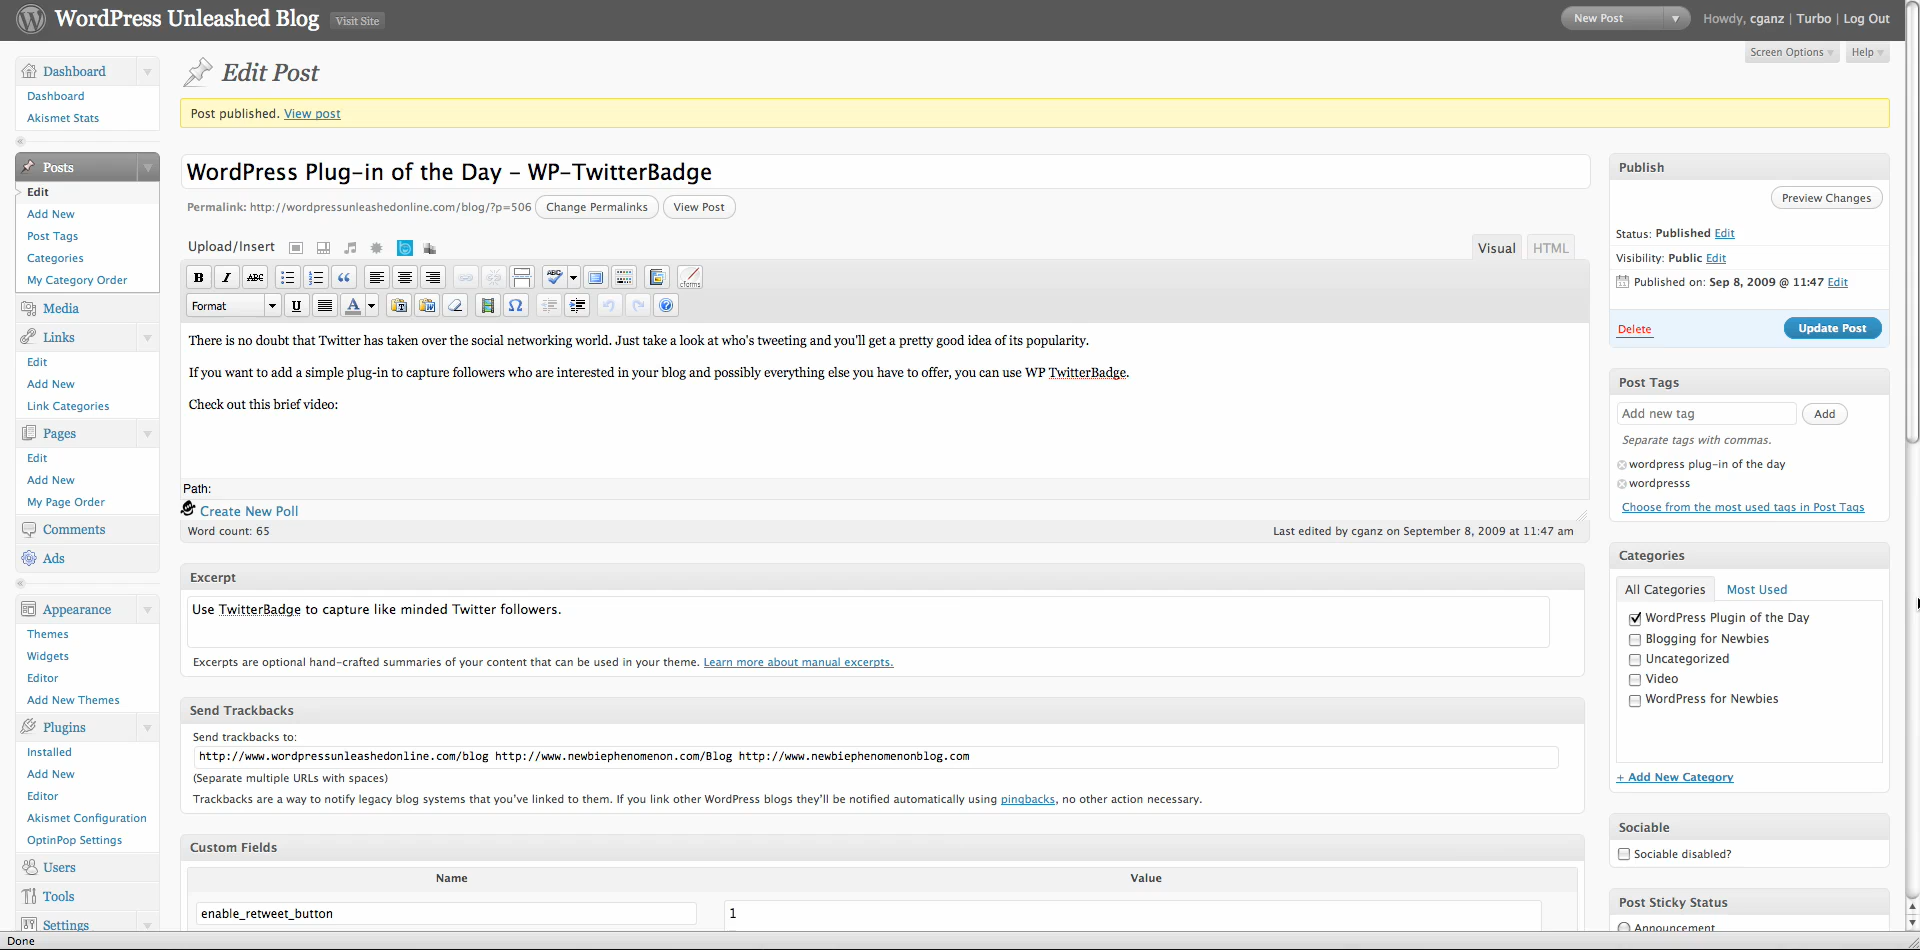 WordPress Unleashed Blog Visit Site
New Post Howdy, cganz | Turbo | Log Out
Screen Options Help
Dashboard
Dashboard
Akismet Stats
Posts
Edit
Add New
Post Tags
Categories
My Category Order
Media
Links
Edit
Add New
Link Categories
Pages
Edit
Add New
My Page Order
Comments
Ads
Appearance
Themes
Widgets
Editor
Add New Themes
Plugins
Installed
Add New
Editor
Akismet Configuration
OptinPop Settings
Users
Tools
Settings
Edit Post
Post published. View post
WordPress Plug-in of the Day – WP-TwitterBadge
Permalink: http://wordpressunleashedonline.com/blog/?p=506 Change Permalinks View Post
Upload/Insert Visual HTML
B I ABC ABC cforms
Format U A T W Ω ?
There is no doubt that Twitter has taken over the social networking world. Just take a look at who's tweeting and you'll get a pretty good idea of its popularity.
If you want to add a simple plug-in to capture followers who are interested in your blog and possibly everything else you have to offer, you can use WP TwitterBadge.
Check out this brief video:
Path:
Create New Poll
Word count: 65 Last edited by cganz on September 8, 2009 at 11:47 am
Excerpt
Use TwitterBadge to capture like minded Twitter followers.
Excerpts are optional hand-crafted summaries of your content that can be used in your theme. Learn more about manual excerpts.
Send Trackbacks
Send trackbacks to:
http://www.wordpressunleashedonline.com/blog http://www.newbiephenomenon.com/Blog http://www.newbiephenomenonblog.com
(Separate multiple URLs with spaces)
Trackbacks are a way to notify legacy blog systems that you've linked to them. If you link other WordPress blogs they'll be notified automatically using pingbacks, no other action necessary.
Custom Fields
Name Value
enable_retweet_button 1
Publish
Preview Changes
Status: Published Edit
Visibility: Public Edit
Published on: Sep 8, 2009 @ 11:47 Edit
Delete Update Post
Post Tags
Add new tag Add
Separate tags with commas.
wordpress plug-in of the day
wordpresss
Choose from the most used tags in Post Tags
Categories
All Categories Most Used
WordPress Plugin of the Day
Blogging for Newbies
Uncategorized
Video
WordPress for Newbies
+ Add New Category
Sociable
Sociable disabled?
Post Sticky Status
Announcement
Done